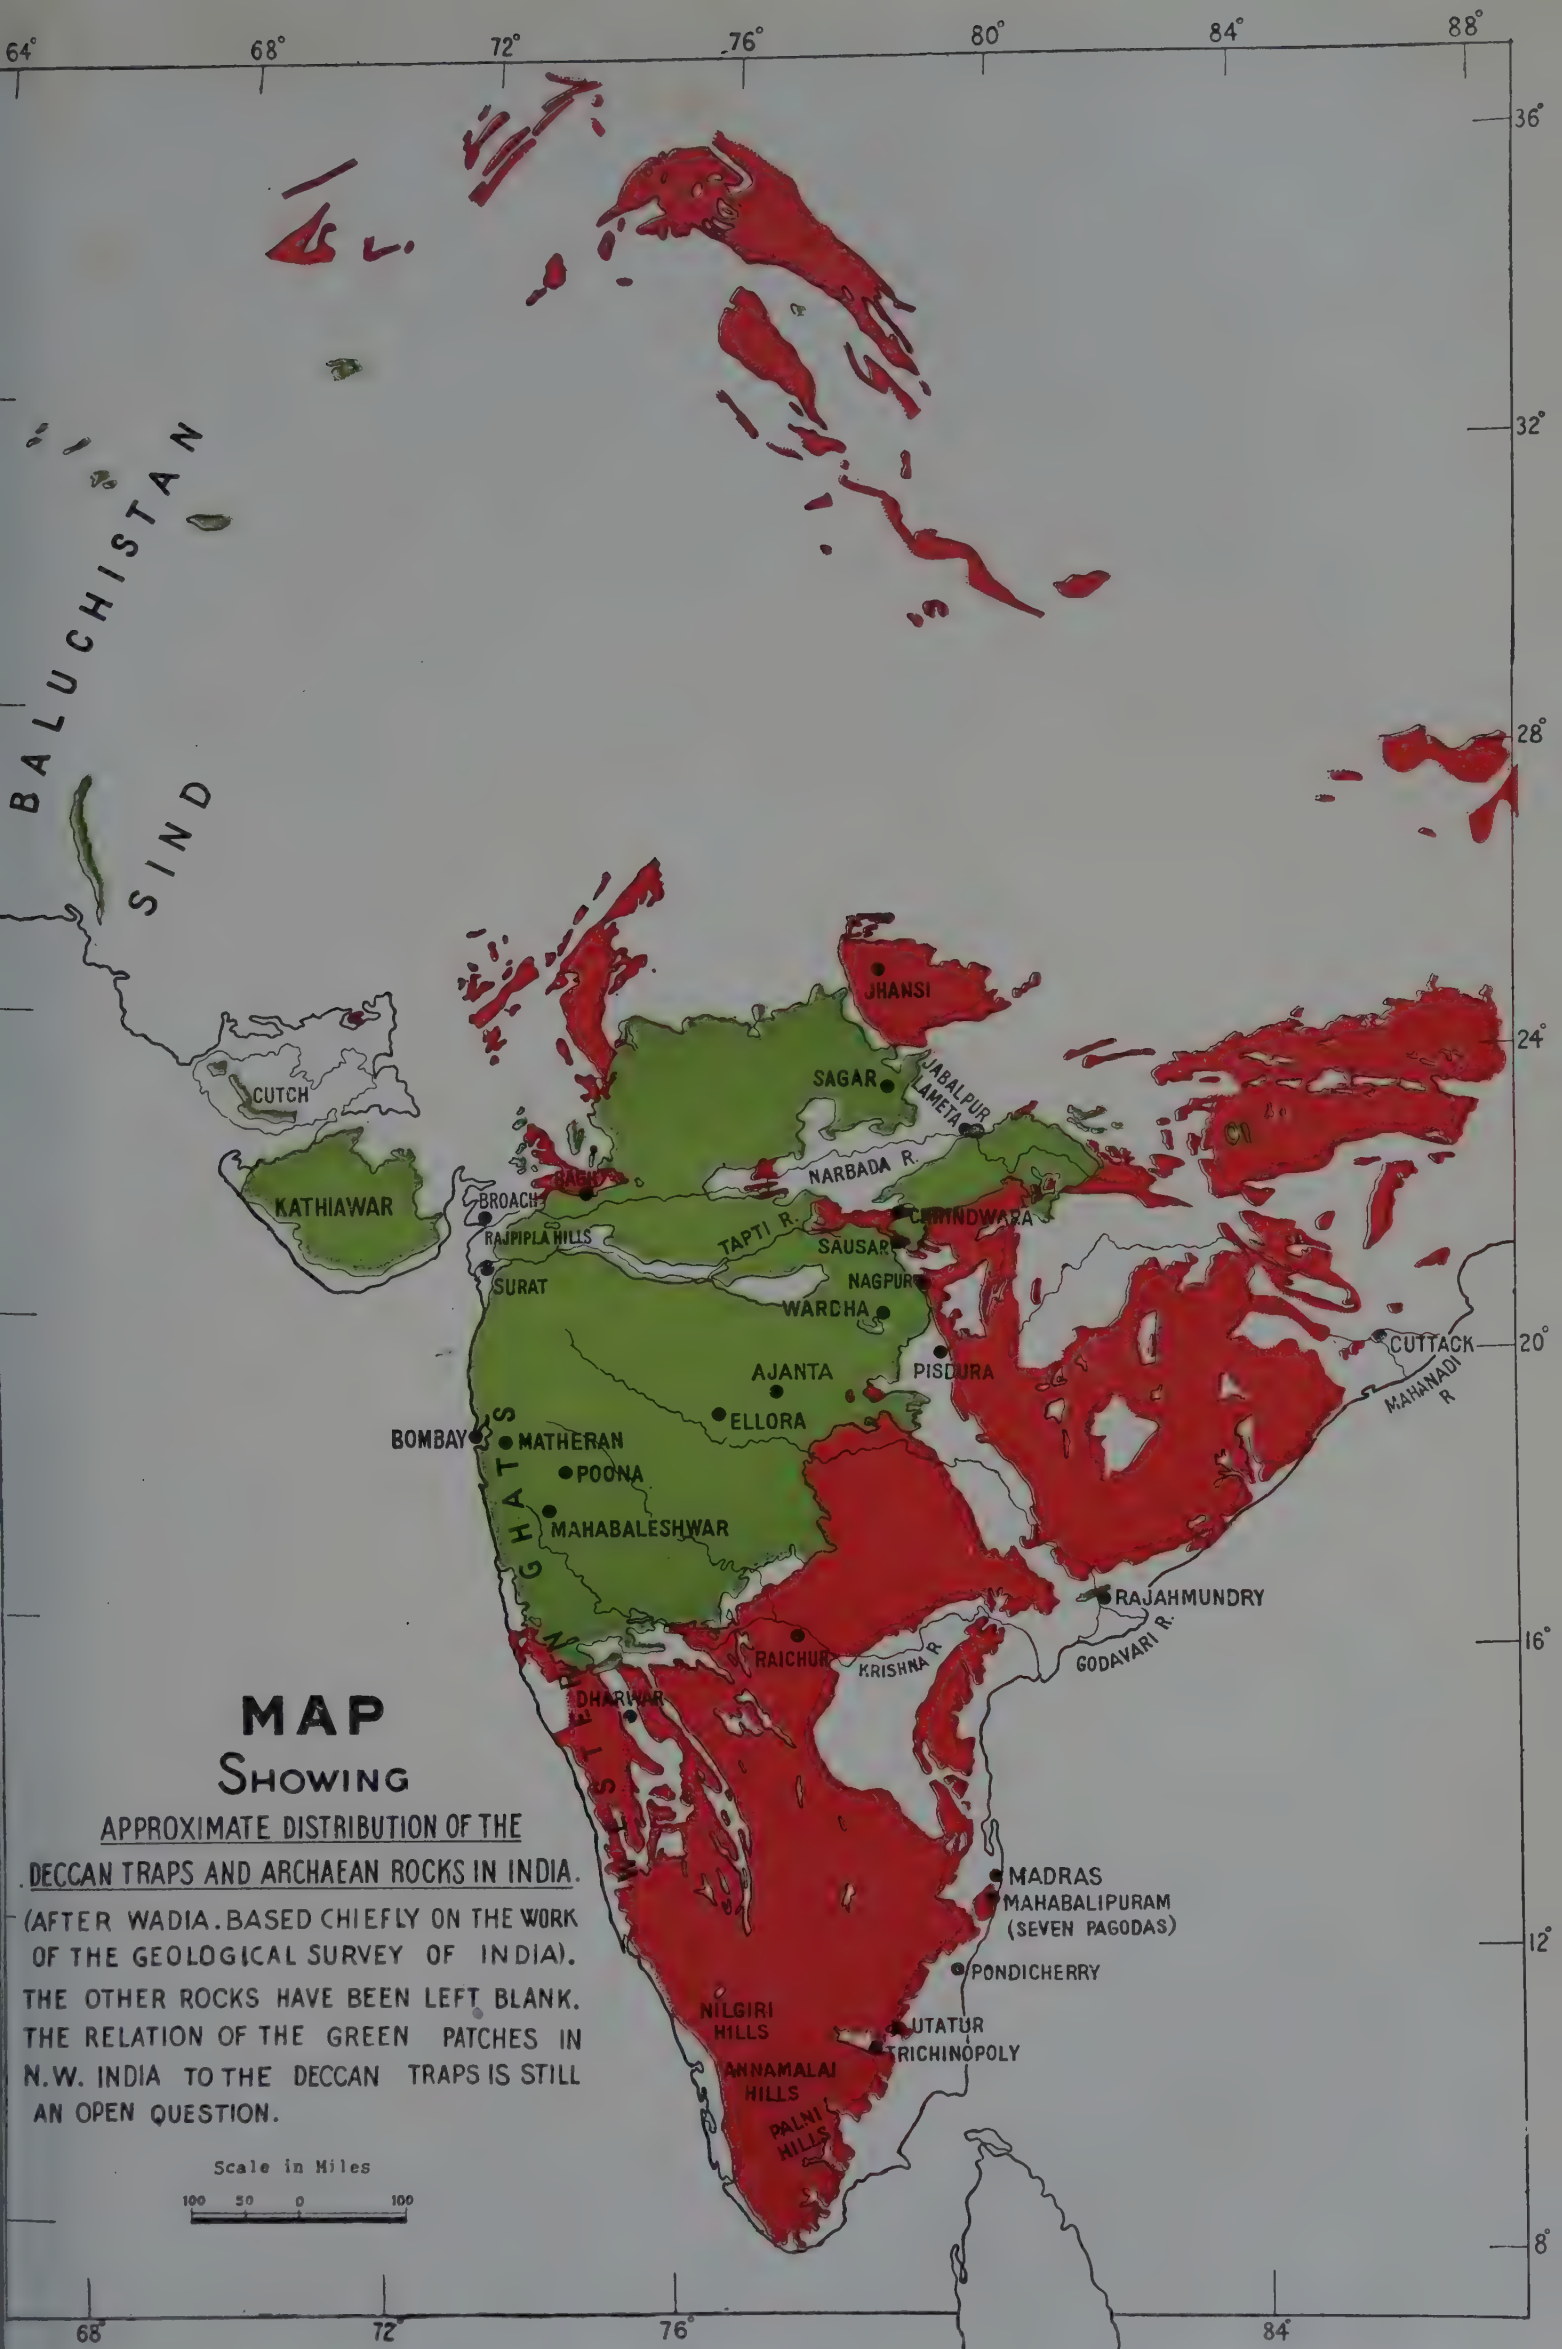 64° 68° 72° 76° 80° 84° 88°
36°
32°
BALUCHISTAN
28°
SIND
JHANSI
24°
SAGAR
JABALPUR
LAMETA
CUTCH
NARBADA R.
KATHIAWAR
BAGH
BROACH
CHHINDWARA
TAPTI R.
RAJPIPLA HILLS
SAUSAR
SURAT
NAGPUR
WARDHA
CUTTACK
20°
PISDURA
MAHANADI
R
AJANTA
ELLORA
BOMBAY
MATHERAN
POONA
MAHABALESHWAR
WESTERN GHATS
RAJAHMUNDRY
16°
GODAVARI R.
KRISHNA R
RAICHUR
DHARWAR
MAP
SHOWING
APPROXIMATE DISTRIBUTION OF THE
DECCAN TRAPS AND ARCHAEAN ROCKS IN INDIA.
(AFTER WADIA. BASED CHIEFLY ON THE WORK
OF THE GEOLOGICAL SURVEY OF INDIA).
THE OTHER ROCKS HAVE BEEN LEFT BLANK.
THE RELATION OF THE GREEN PATCHES IN
N.W. INDIA TO THE DECCAN TRAPS IS STILL
AN OPEN QUESTION.
MADRAS
MAHABALIPURAM
(SEVEN PAGODAS)
12°
PONDICHERRY
NILGIRI
HILLS
UTATUR
TRICHINOPOLY
ANNAMALAI
HILLS
PALNI
HILLS
Scale in Miles
100 50 0 100
8°
68° 72° 76° 84°